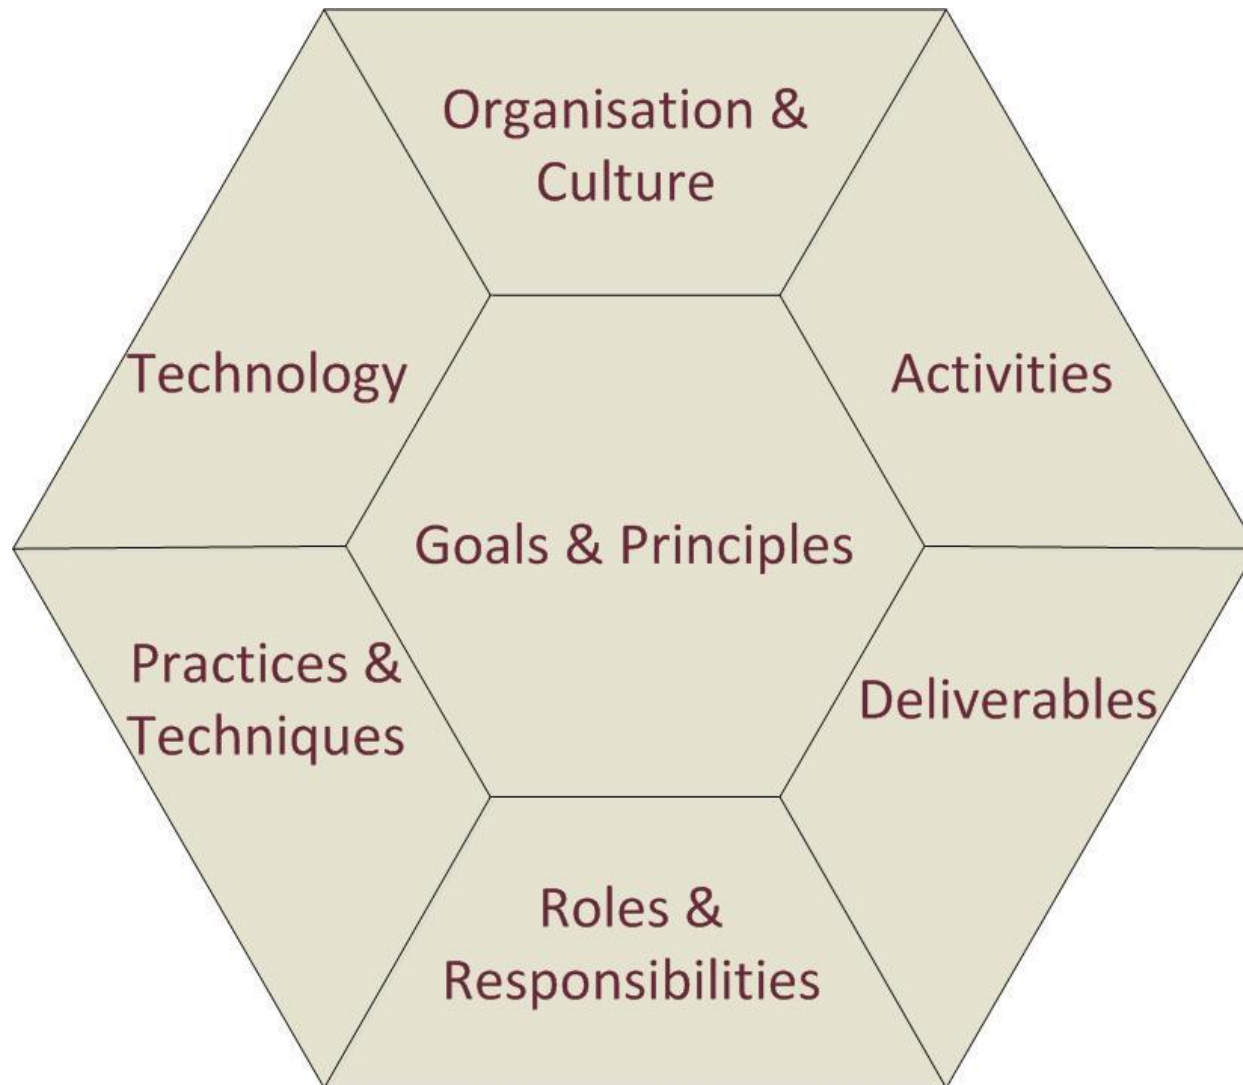 Organisation &
Culture
Technology
Activities
Goals & Principles
Practices &
Techniques
Deliverables
Roles &
Responsibilities